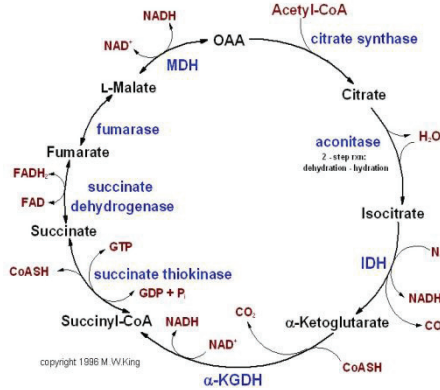 NADH
Acetyl-CoA
OAA
citrate synthase
NAD⁺
MDH
L-Malate
Citrate
fumarase
aconitase
H₂O
2 - step rxn:
dehydration - hydration
Fumarate
FADH₂
succinate
dehydrogenase
FAD
Isocitrate
Succinate
GTP
IDH
CoASH
succinate thiokinase
NADH
GDP + Pᵢ
CO₂
α-Ketoglutarate
Succinyl-CoA
NADH
NAD⁺
CoASH
copyright 1996 M.W.King
α-KGDH